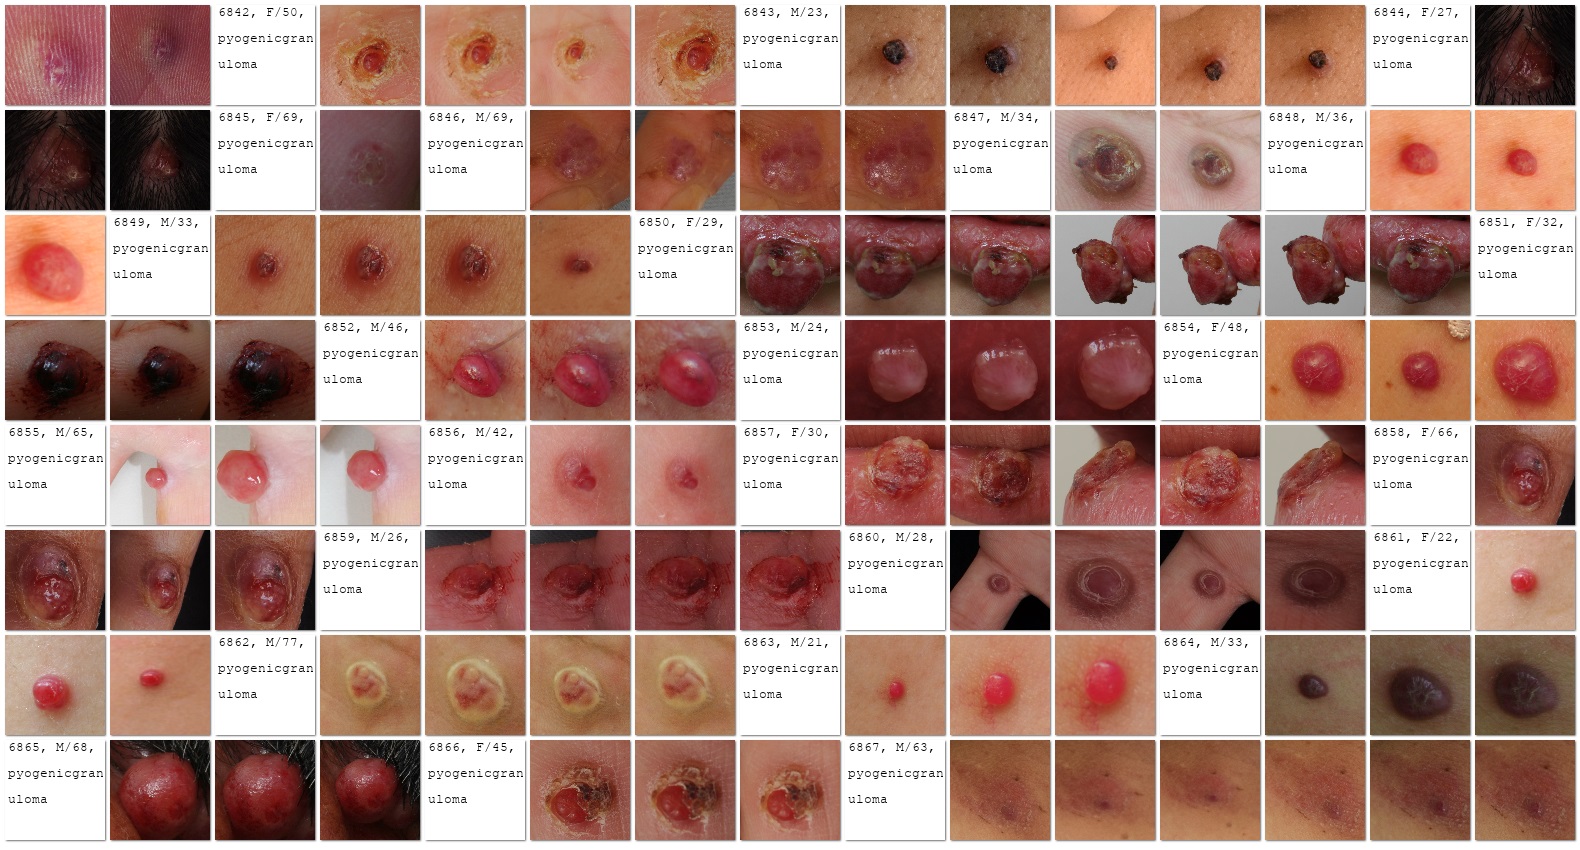 6842, F/50,
pyogenicgran
uloma
6843, M/23,
pyogenicgran
uloma
6844, F/27,
pyogenicgran
uloma
6845, F/69,
pyogenicgran
uloma
6846, M/69,
pyogenicgran
uloma
6847, M/34,
pyogenicgran
uloma
6848, M/36,
pyogenicgran
uloma
6849, M/33,
pyogenicgran
uloma
6850, F/29,
pyogenicgran
uloma
6851, F/32,
pyogenicgran
uloma
6852, M/46,
pyogenicgran
uloma
6853, M/24,
pyogenicgran
uloma
6854, F/48,
pyogenicgran
uloma
6855, M/65,
pyogenicgran
uloma
6856, M/42,
pyogenicgran
uloma
6857, F/30,
pyogenicgran
uloma
6858, F/66,
pyogenicgran
uloma
6859, M/26,
pyogenicgran
uloma
6860, M/28,
pyogenicgran
uloma
6861, F/22,
pyogenicgran
uloma
6862, M/77,
pyogenicgran
uloma
6863, M/21,
pyogenicgran
uloma
6864, M/33,
pyogenicgran
uloma
6865, M/68,
pyogenicgran
uloma
6866, F/45,
pyogenicgran
uloma
6867, M/63,
pyogenicgran
uloma